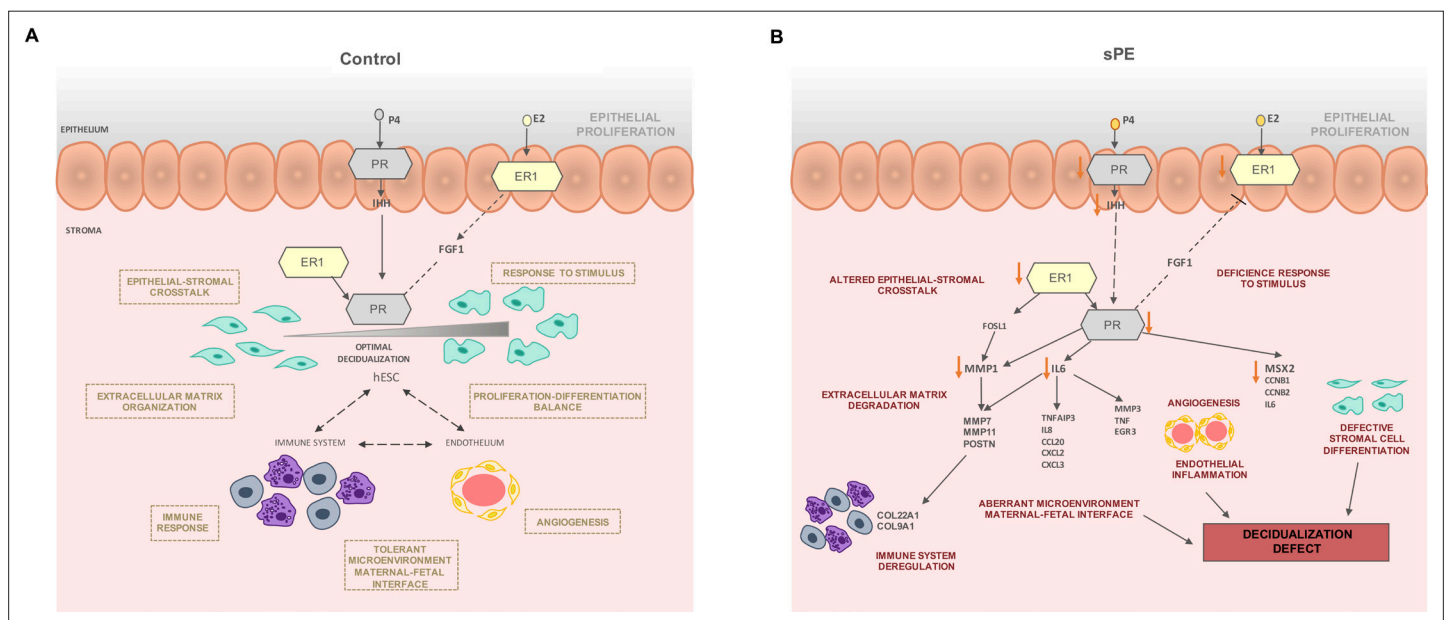 A
Control
P4
E2
EPITHELIAL
PROLIFERATION
EPITHELIUM
PR
ER1
IHH
STROMA
FGF1
ER1
EPITHELIAL-STROMAL
CROSSTALK
RESPONSE TO STIMULUS
PR
OPTIMAL
DECIDUALIZATION
hESC
EXTRACELLULAR MATRIX
ORGANIZATION
PROLIFERATION-DIFFERENTIATION
BALANCE
IMMUNE SYSTEM
ENDOTHELIUM
IMMUNE
RESPONSE
ANGIOGENESIS
TOLERANT
MICROENVIRONMENT
MATERNAL-FETAL
INTERFACE
B
sPE
P4
E2
EPITHELIAL
PROLIFERATION
PR
ER1
IHH
FGF1
ALTERED EPITHELIAL-STROMAL
CROSSTALK
ER1
DEFICIENCE RESPONSE
TO STIMULUS
FOSL1
PR
MMP1
IL6
MSX2
CCNB1
CCNB2
IL6
EXTRACELLULAR MATRIX
DEGRADATION
MMP7
MMP11
POSTN
TNFAIP3
IL8
CCL20
CXCL2
CXCL3
MMP3
TNF
EGR3
ANGIOGENESIS
ENDOTHELIAL
INFLAMMATION
DEFECTIVE
STROMAL CELL
DIFFERENTIATION
COL22A1
COL9A1
IMMUNE SYSTEM
DEREGULATION
ABERRANT MICROENVIRONMENT
MATERNAL-FETAL INTERFACE
DECIDUALIZATION
DEFECT